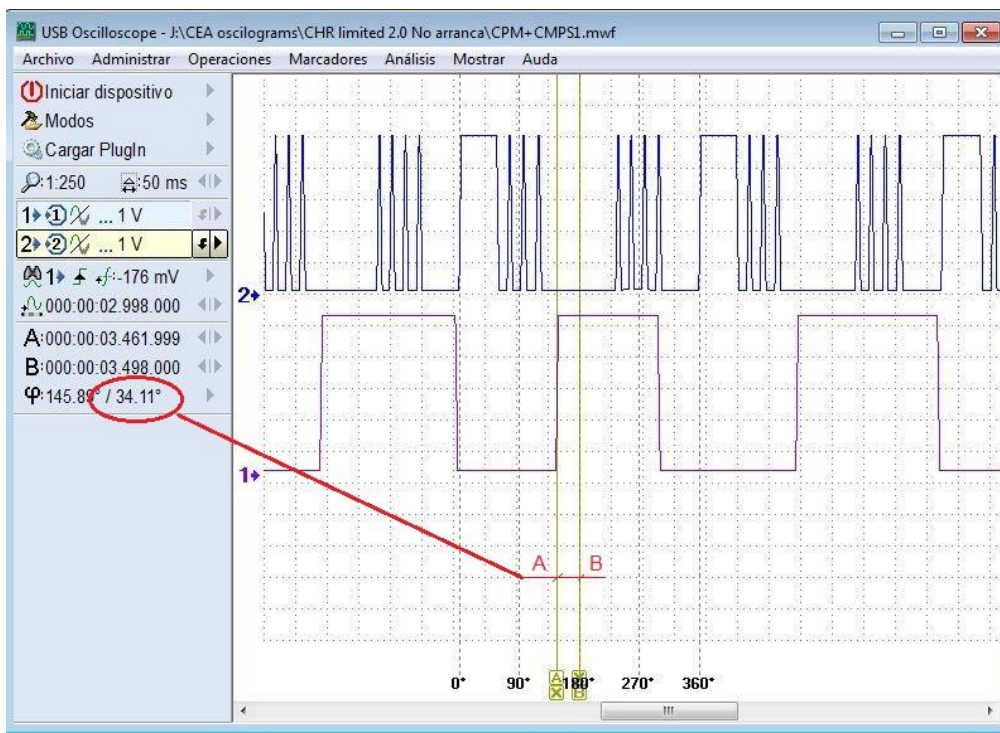 USB Oscilloscope - J:\CEA oscilograms\CHR limited 2.0 No arranca\CPM+CMPS1.mwf
Archivo Administrar Operaciones Marcadores Análisis Mostrar Auda
Iniciar dispositivo
Modos
Cargar PlugIn
1:250 50 ms
1 1 ... 1 V
2 2 ... 1 V
1 -176 mV
000:00:02.998.000
A:000:00:03.461.999
B:000:00:03.498.000
φ:145.89° / 34.11°
2
1
A B
A
B
0° 90° 180° 270° 360°